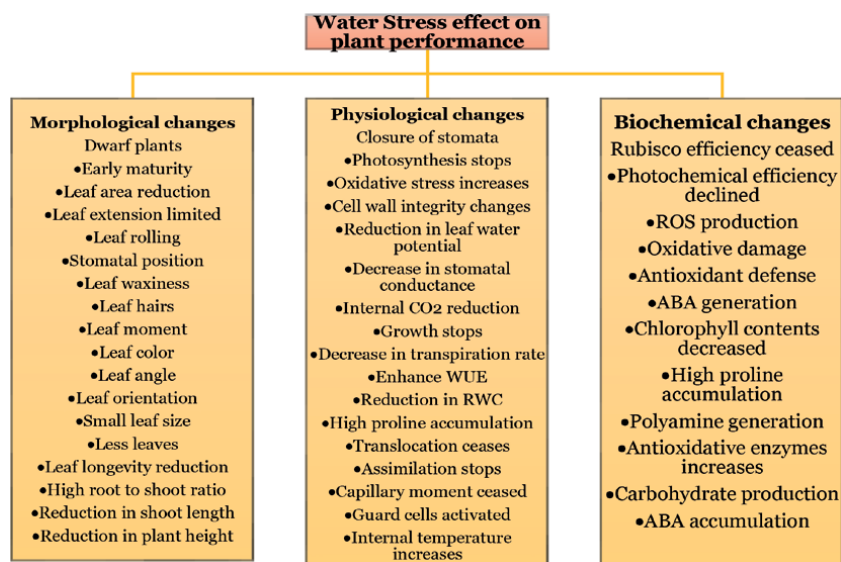 Water Stress effect on
plant performance
Morphological changes
Dwarf plants
●Early maturity
●Leaf area reduction
●Leaf extension limited
●Leaf rolling
●Stomatal position
●Leaf waxiness
●Leaf hairs
●Leaf moment
●Leaf color
●Leaf angle
●Leaf orientation
●Small leaf size
●Less leaves
●Leaf longevity reduction
●High root to shoot ratio
●Reduction in shoot length
●Reduction in plant height
Physiological changes
Closure of stomata
●Photosynthesis stops
●Oxidative stress increases
●Cell wall integrity changes
●Reduction in leaf water
potential
●Decrease in stomatal
conductance
●Internal CO2 reduction
●Growth stops
●Decrease in transpiration rate
●Enhance WUE
●Reduction in RWC
●High proline accumulation
●Translocation ceases
●Assimilation stops
●Capillary moment ceased
●Guard cells activated
●Internal temperature
increases
Biochemical changes
Rubisco efficiency ceased
●Photochemical efficiency
declined
●ROS production
●Oxidative damage
●Antioxidant defense
●ABA generation
●Chlorophyll contents
decreased
●High proline
accumulation
●Polyamine generation
●Antioxidative enzymes
increases
●Carbohydrate production
●ABA accumulation